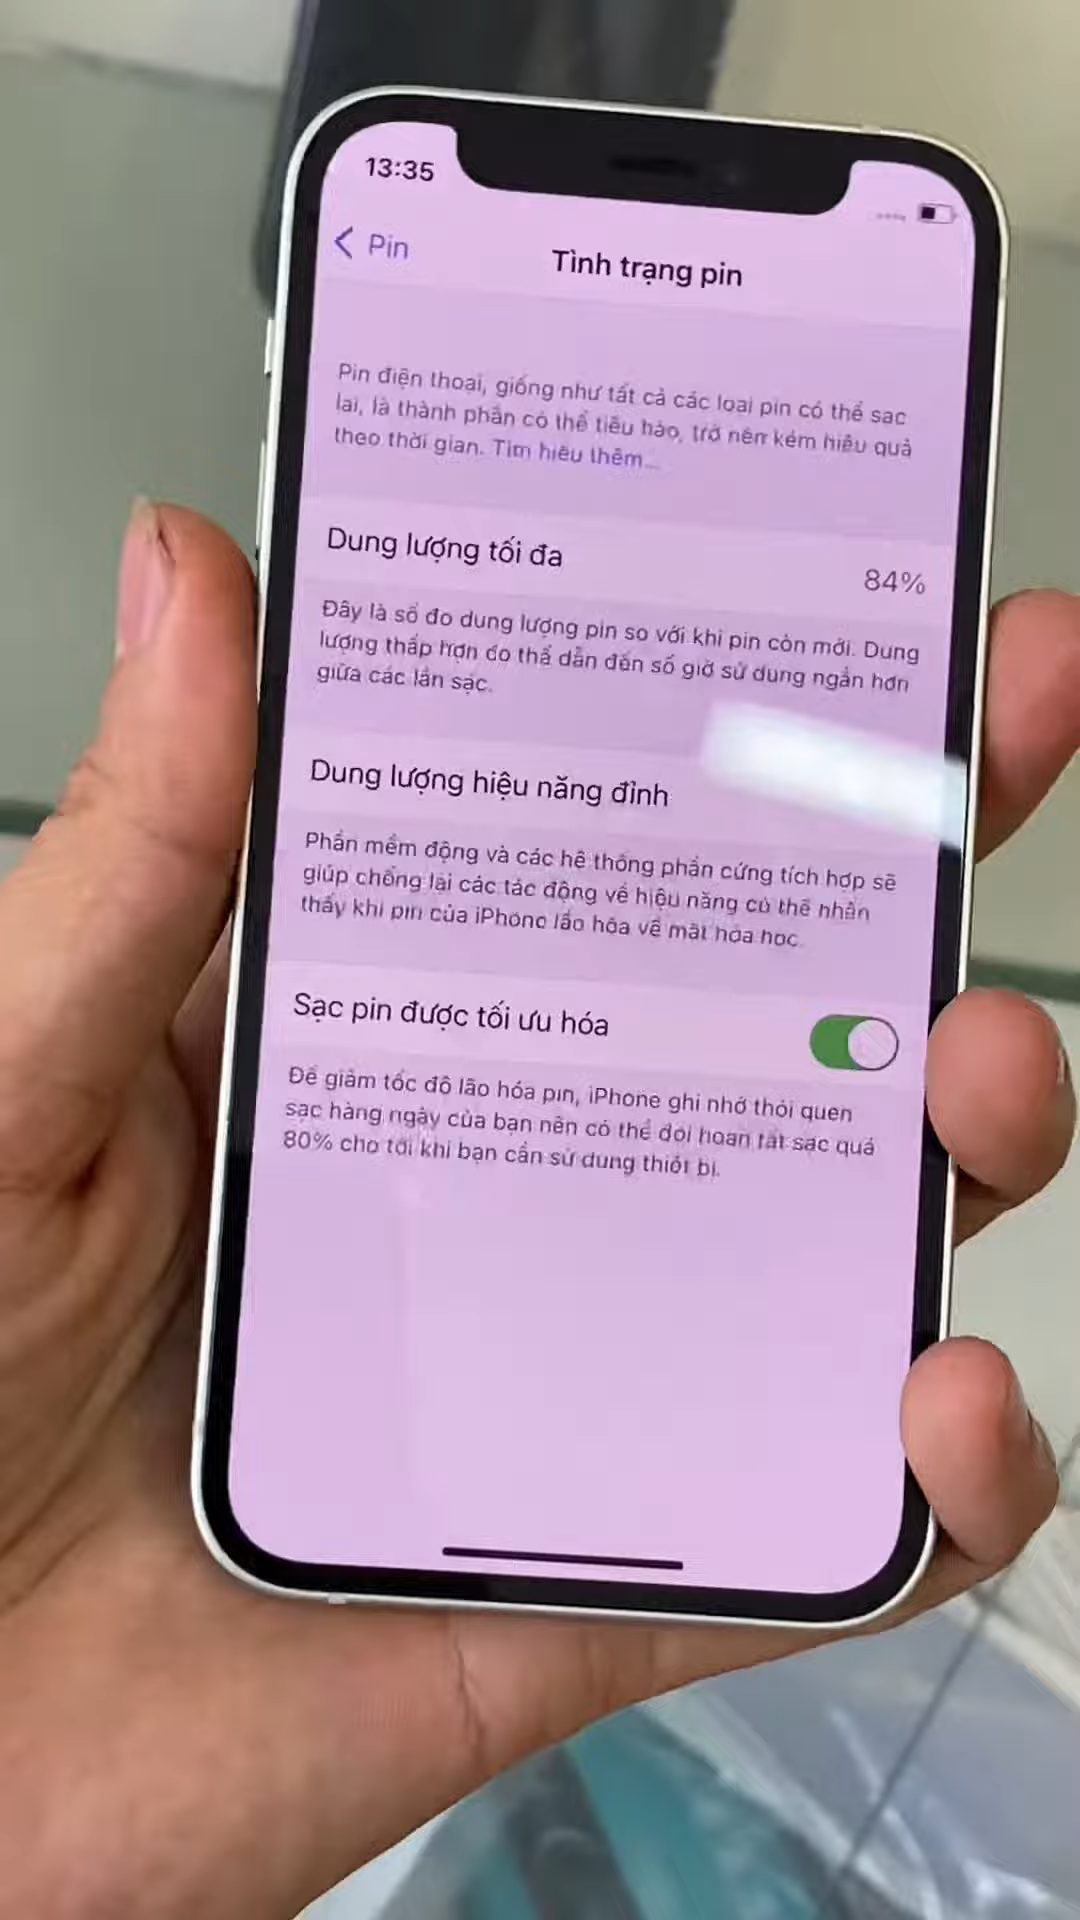 13:35
Pin
Tình trạng pin
Pin điện thoại, giống như tất cả các loại pin có thể sạc
lại, là thành phần có thể tiêu hao, trở nên kém hiệu quả
theo thời gian. Tìm hiểu thêm...
Dung lượng tối đa
84%
Đây là số đo dung lượng pin so với khi pin còn mới. Dung
lượng thấp hơn có thể dẫn đến số giờ sử dụng ngắn hơn
giữa các lần sạc.
Dung lượng hiệu năng đỉnh
Phần mềm động và các hệ thống phần cứng tích hợp sẽ
giúp chống lại các tác động về hiệu năng có thể nhận
thấy khi pin của iPhone lão hóa về mặt hóa học.
Sạc pin được tối ưu hóa
Để giảm tốc độ lão hóa pin, iPhone ghi nhớ thói quen
sạc hàng ngày của bạn nên có thể đợi hoàn tất sạc quá
80% cho tới khi bạn cần sử dụng thiết bị.